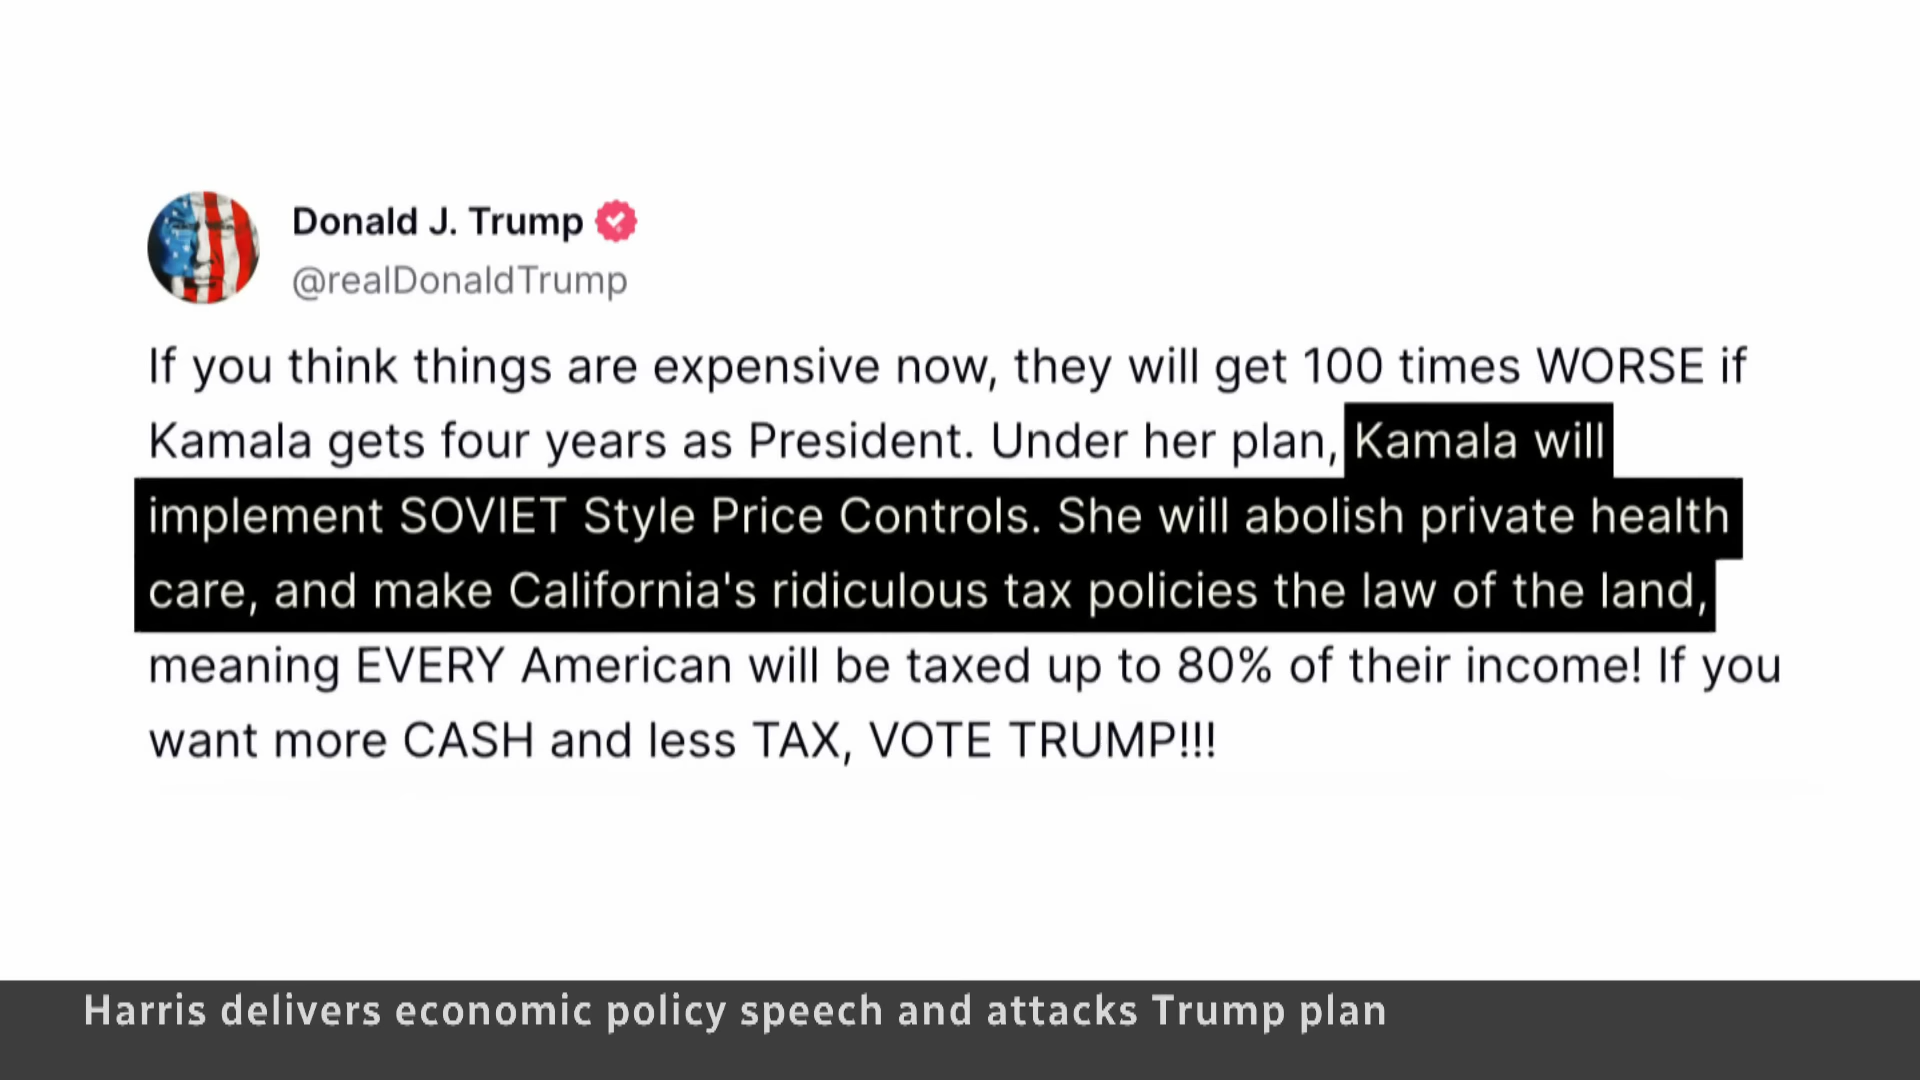 Donald J. Trump
@realDonaldTrump
If you think things are expensive now, they will get 100 times WORSE if
Kamala gets four years as President. Under her plan, Kamala will
implement SOVIET Style Price Controls. She will abolish private health
care, and make California's ridiculous tax policies the law of the land,
meaning EVERY American will be taxed up to 80% of their income! If you
want more CASH and less TAX, VOTE TRUMP!!!
Harris delivers economic policy speech and attacks Trump plan